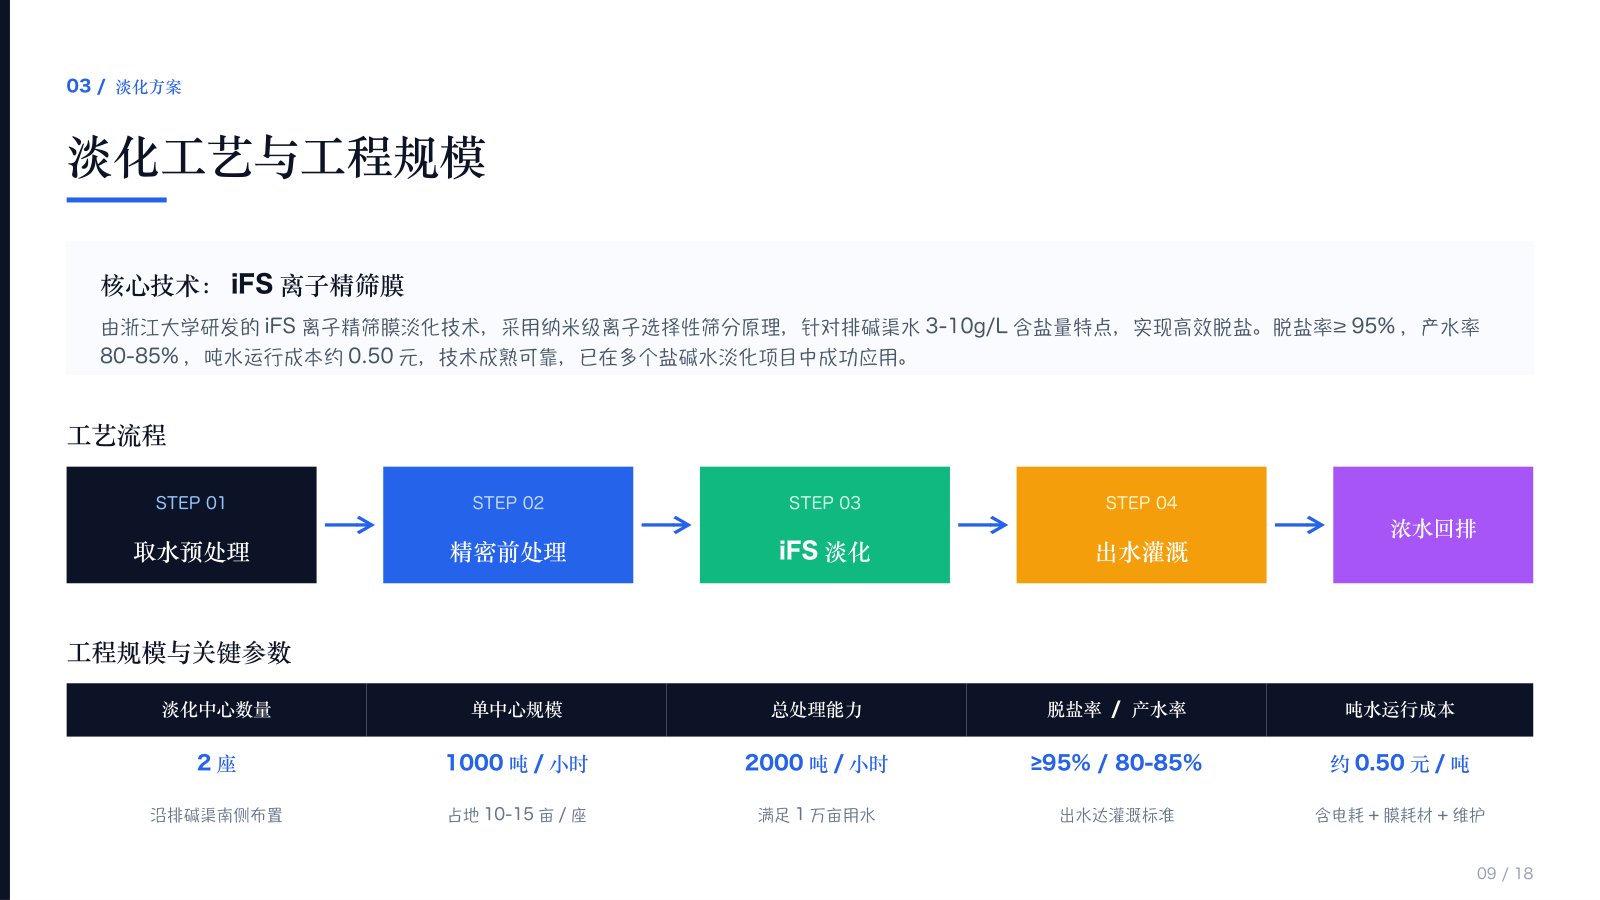 03 / 淡化方案
淡化工艺与工程规模
核心技术： iFS 离子精筛膜
由浙江大学研发的 iFS 离子精筛膜淡化技术，采用纳米级离子选择性筛分原理，针对排碱渠水 3-10g/L 含盐量特点，实现高效脱盐。脱盐率≥ 95%，产水率
80-85%，吨水运行成本约 0.50 元，技术成熟可靠，已在多个盐碱水淡化项目中成功应用。
工艺流程
STEP 01
取水预处理
STEP 02
精密前处理
STEP 03
iFS 淡化
STEP 04
出水灌溉
浓水回排
工程规模与关键参数
淡化中心数量 单中心规模 总处理能力 脱盐率 / 产水率 吨水运行成本
2 座 1000 吨 / 小时 2000 吨 / 小时 ≥95% / 80-85% 约 0.50 元 / 吨
沿排碱渠南侧布置 占地 10-15 亩 / 座 满足 1 万亩用水 出水达灌溉标准 含电耗 + 膜耗材 + 维护
09 / 18